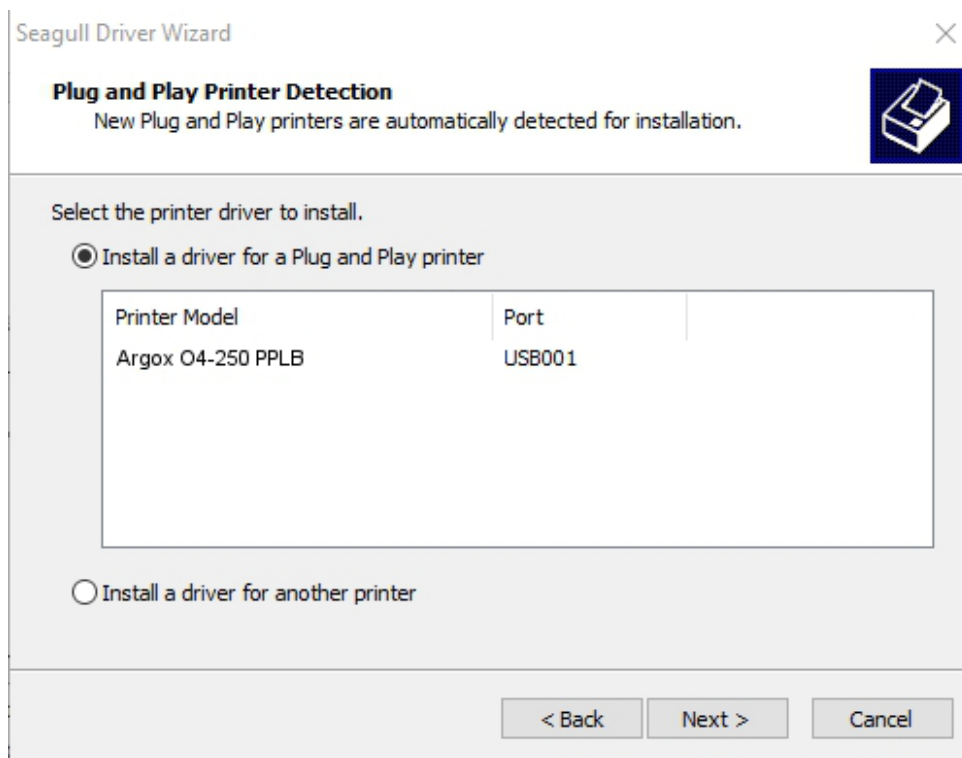 Seagull Driver Wizard
Plug and Play Printer Detection
New Plug and Play printers are automatically detected for installation.
Select the printer driver to install.
Install a driver for a Plug and Play printer
Printer Model Port
Argox O4-250 PPLB USB001
Install a driver for another printer
< Back Next > Cancel